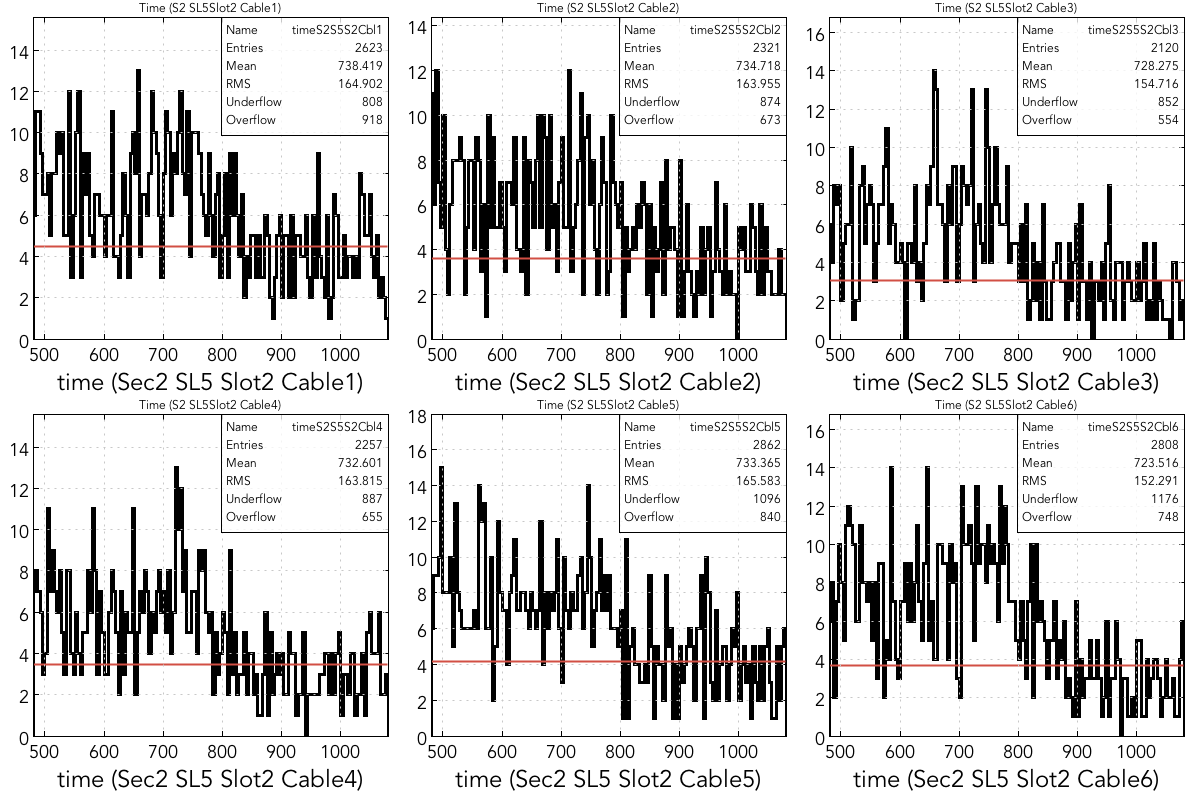 Time (S2 SL5Slot2 Cable1)
Name timeS2S5S2Cbl1
Entries 2623
Mean 738.419
RMS 164.902
Underflow 808
Overflow 918
14
12
10
8
6
4
2
0
500 600 700 800 900 1000
time (Sec2 SL5 Slot2 Cable1)
Time (S2 SL5Slot2 Cable2)
Name timeS2S5S2Cbl2
Entries 2321
Mean 734.718
RMS 163.955
Underflow 874
Overflow 673
14
12
10
8
6
4
2
0
500 600 700 800 900 1000
time (Sec2 SL5 Slot2 Cable2)
Time (S2 SL5Slot2 Cable3)
Name timeS2S5S2Cbl3
Entries 2120
Mean 728.275
RMS 154.716
Underflow 852
Overflow 554
16
14
12
10
8
6
4
2
0
500 600 700 800 900 1000
time (Sec2 SL5 Slot2 Cable3)
Time (S2 SL5Slot2 Cable4)
Name timeS2S5S2Cbl4
Entries 2257
Mean 732.601
RMS 163.815
Underflow 887
Overflow 655
14
12
10
8
6
4
2
0
500 600 700 800 900 1000
time (Sec2 SL5 Slot2 Cable4)
Time (S2 SL5Slot2 Cable5)
Name timeS2S5S2Cbl5
Entries 2862
Mean 733.365
RMS 165.583
Underflow 1096
Overflow 840
18
16
14
12
10
8
6
4
2
0
500 600 700 800 900 1000
time (Sec2 SL5 Slot2 Cable5)
Time (S2 SL5Slot2 Cable6)
Name timeS2S5S2Cbl6
Entries 2808
Mean 723.516
RMS 152.291
Underflow 1176
Overflow 748
16
14
12
10
8
6
4
2
0
500 600 700 800 900 1000
time (Sec2 SL5 Slot2 Cable6)